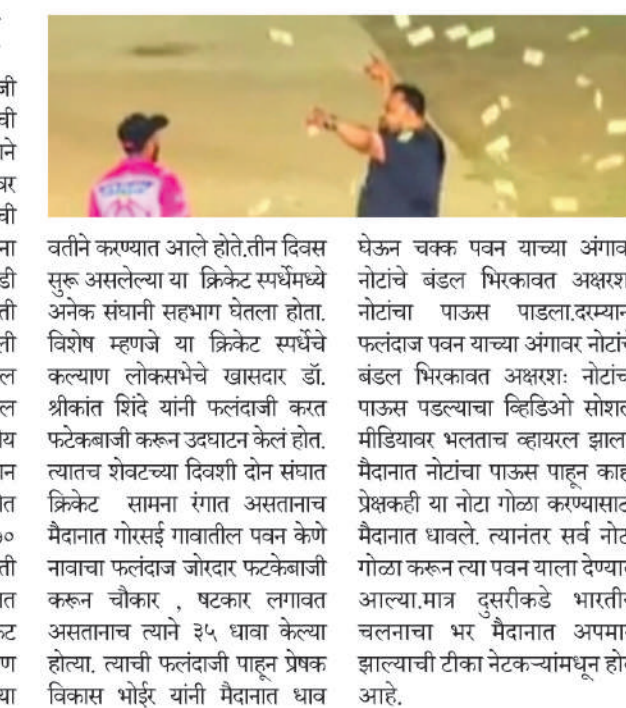 जी
ची
ाने
वर
ची
ना
डी
ती
ली
ल
ल
ीय
ान
ीत
ती
ात
केट
ण
या
वतीने करण्यात आले होते.तीन दिवस
सुरू असलेल्या या क्रिकेट स्पर्धेमध्ये
अनेक संघानी सहभाग घेतला होता.
विशेष म्हणजे या क्रिकेट स्पर्धेचे
कल्याण लोकसभेचे खासदार डॉ.
श्रीकांत शिंदे यांनी फलंदाजी करत
फटेकबाजी करून उदघाटन केलं होत.
त्यातच शेवटच्या दिवशी दोन संघात
क्रिकेट सामना रंगात असतानाच
मैदानात गोरसई गावातील पवन केणे
नावाचा फलंदाज जोरदार फटकेबाजी
करून चौकार , षटकार लगावत
असतानाच त्याने ३५ धावा केल्या
होत्या. त्याची फलंदाजी पाहून प्रेषक
विकास भोईर यांनी मैदानात धाव
घेऊन चक्क पवन याच्या अंगाव
नोटांचे बंडल भिरकावत अक्षरश
नोटांचा पाऊस पाडला.दरम्यान
फलंदाज पवन याच्या अंगावर नोटांचे
बंडल भिरकावत अक्षरशः नोटांच
पाऊस पडल्याचा व्हिडिओ सोशल
मीडियावर भलताच व्हायरल झाल
मैदानात नोटांचा पाऊस पाहून काह
प्रेक्षकही या नोटा गोळा करण्यासाट
मैदानात धावले. त्यानंतर सर्व नोट
गोळा करून त्या पवन याला देण्यात
आल्या.मात्र दुसरीकडे भारतीर
चलनाचा भर मैदानात अपमा
झाल्याची टीका नेटकऱ्यांमधून हो
आहे.